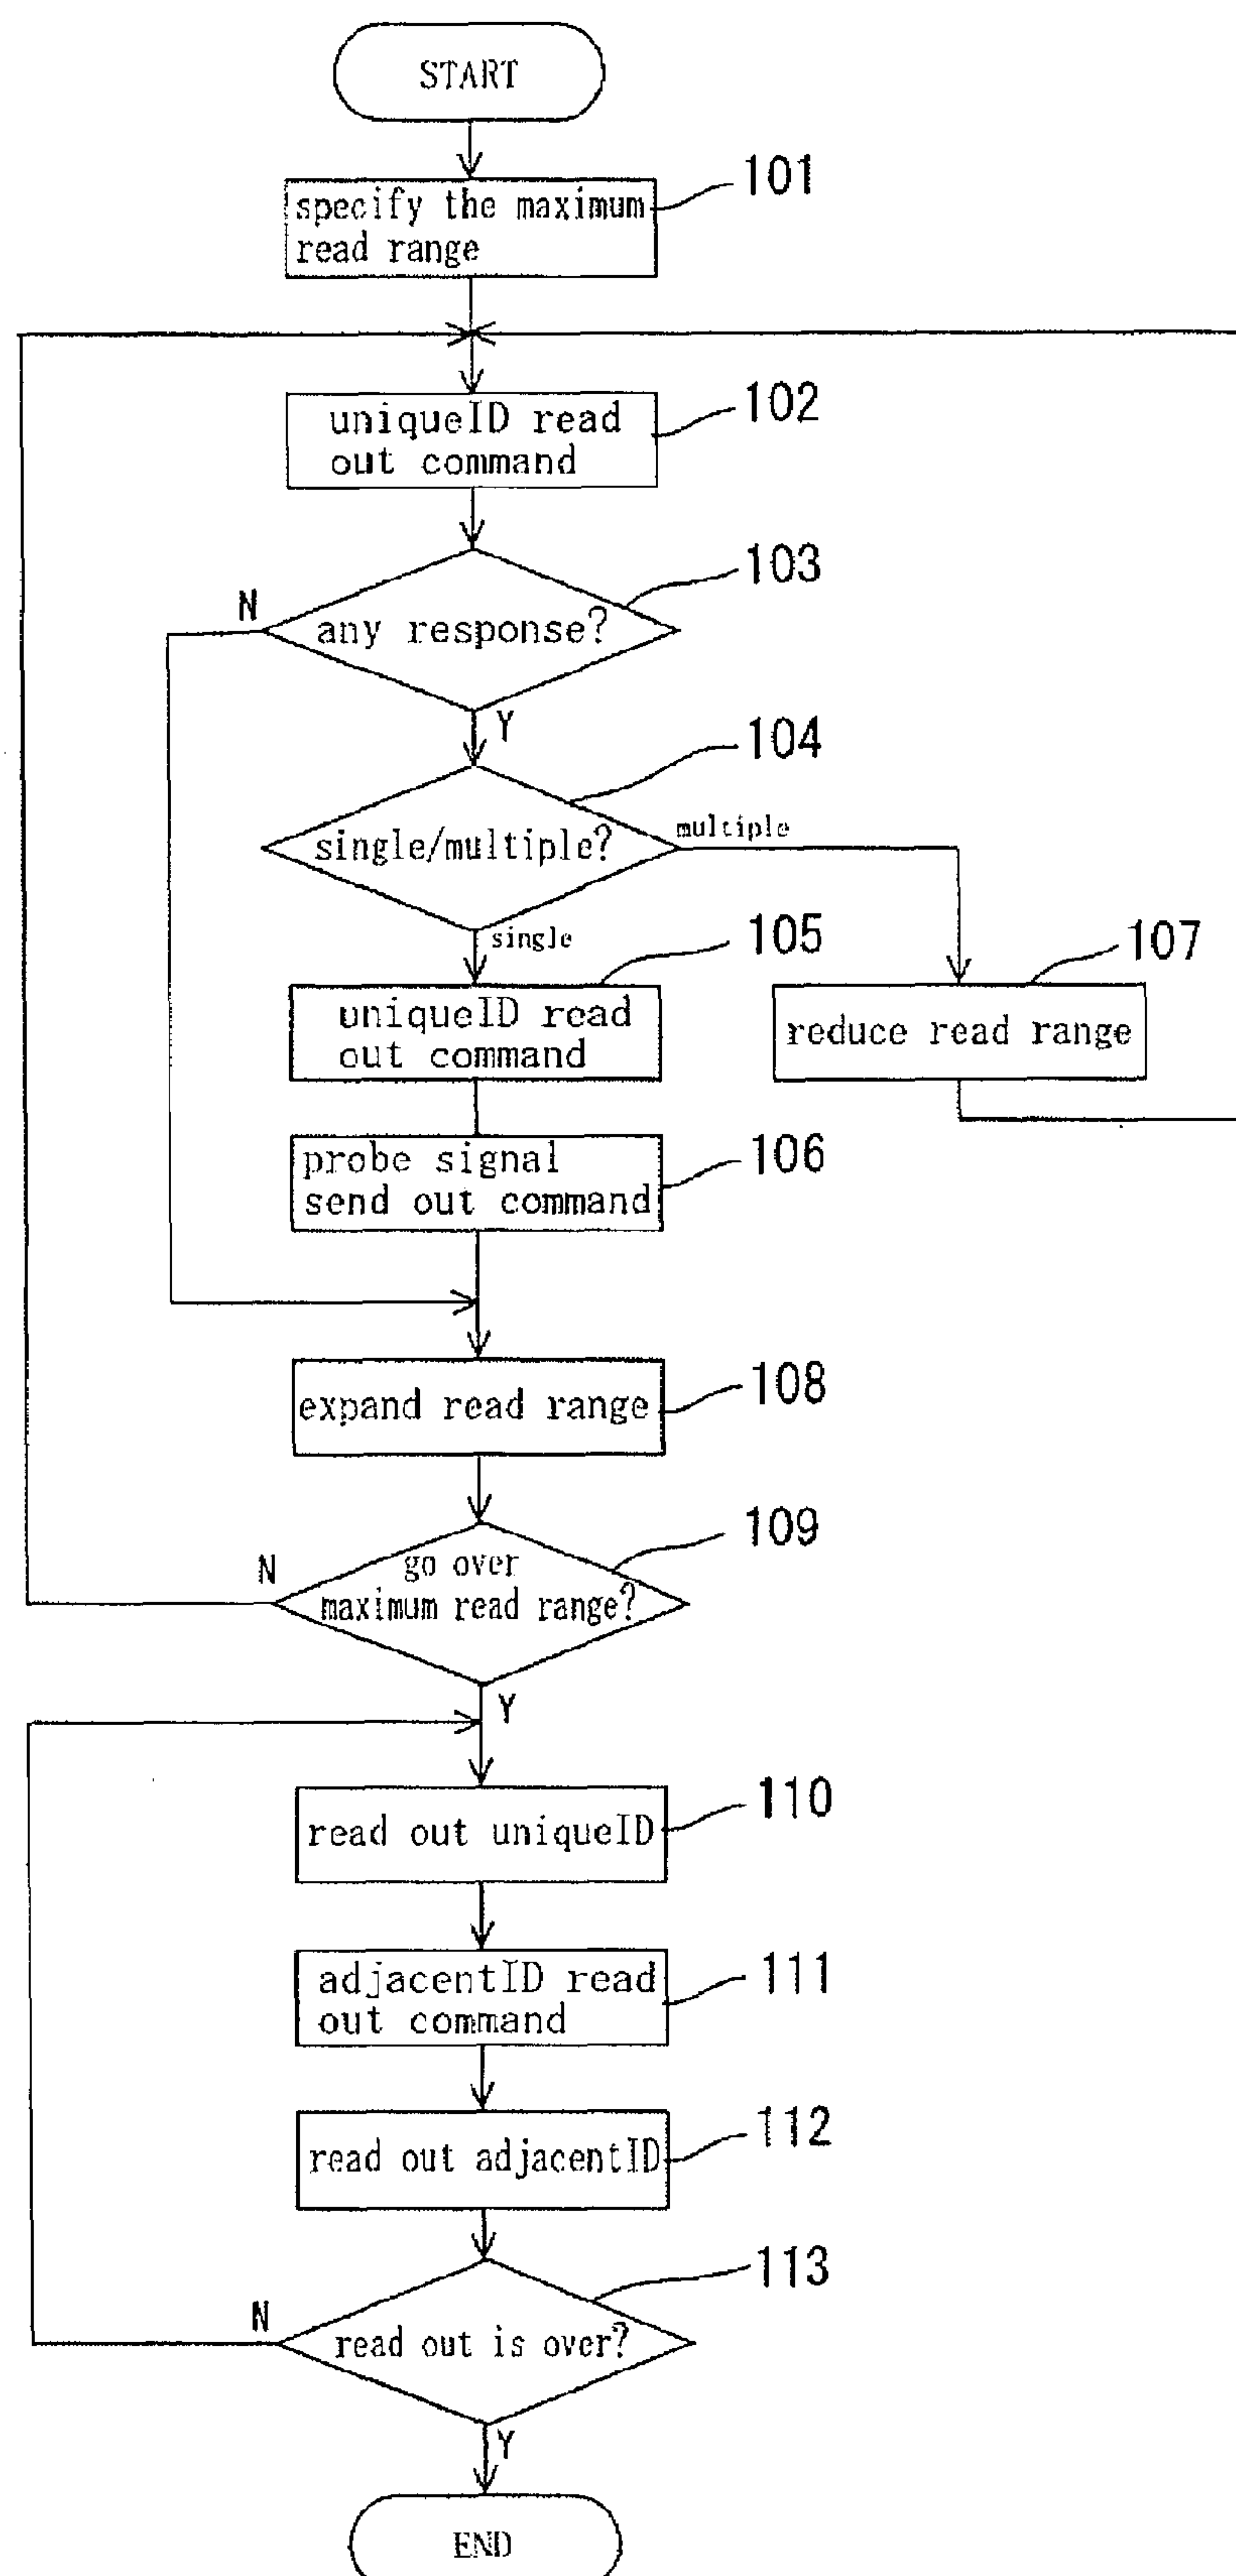 START
101
specify the maximum
read range
102
uniqueID read
out command
103
N
any response?
Y
104
single/multiple?
multiple
single
105
uniqueID read
out command
107
reduce read range
106
probe signal
send out command
108
expand read range
109
N
go over
maximum read range?
Y
110
read out uniqueID
111
adjacentID read
out command
112
read out adjacentID
113
N
read out is over?
Y
END